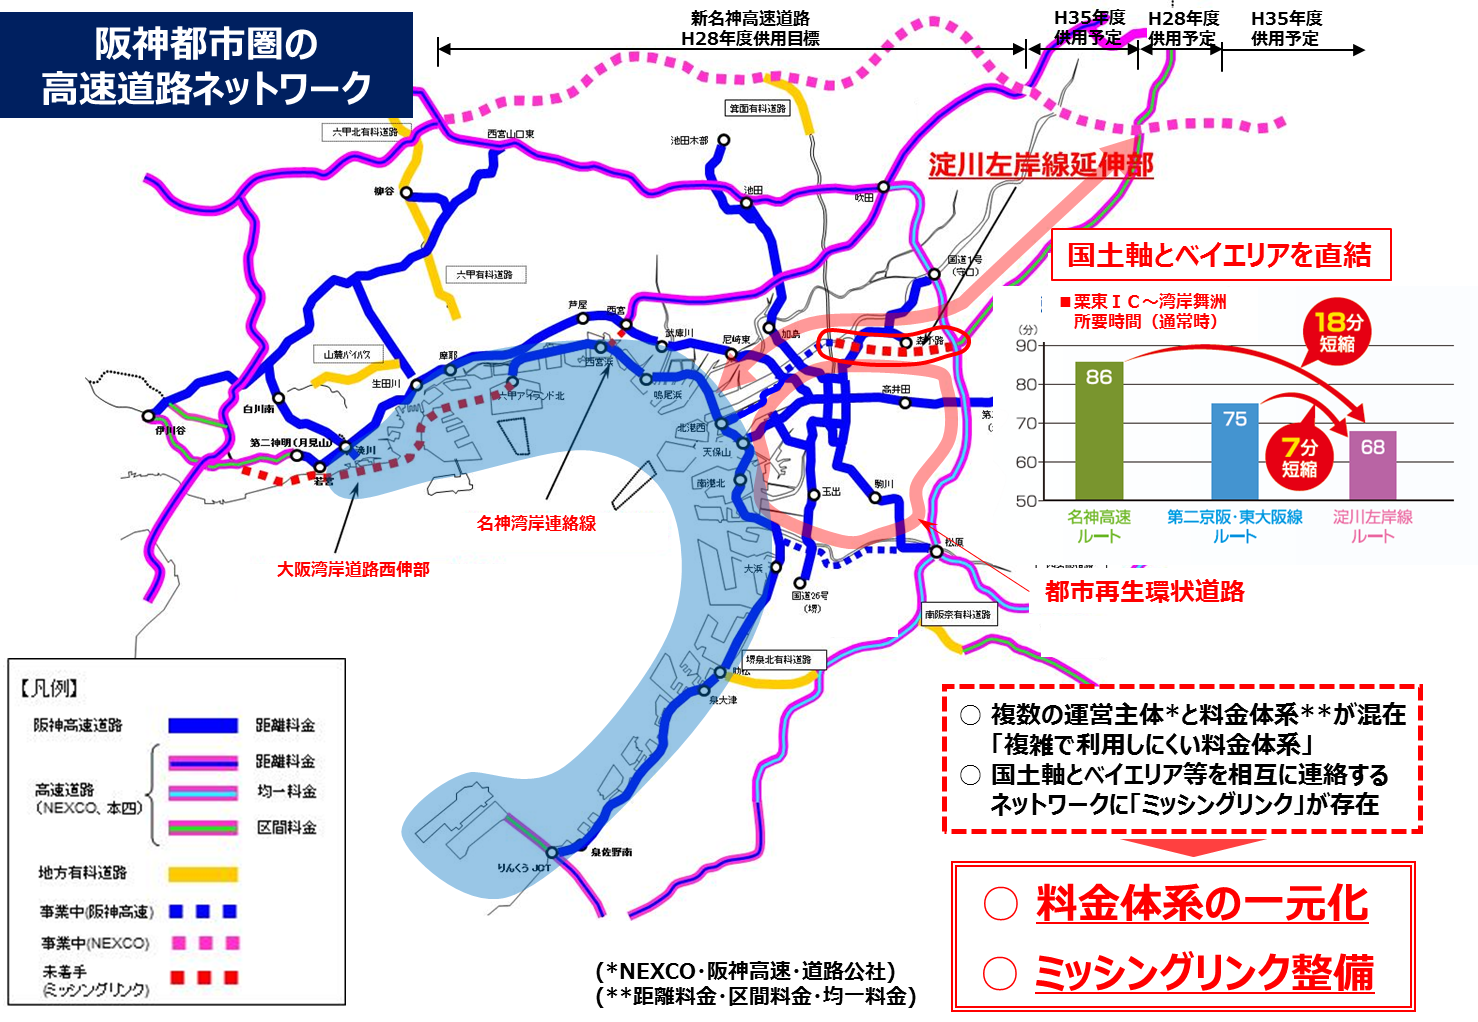 阪神都市圏の
高速道路ネットワーク
新名神高速道路
H28年度供用目標
H35年度
供用予定
H28年度
供用予定
H35年度
供用予定
箕面有料道路
六甲北有料道路
西宮山口東
池田木部
淀川左岸線延伸部
柳谷
池田
吹田
国道1号
(守口)
六甲有料道路
芦屋
西宮
武庫川
尼崎東
加島
森小路
山麓バイパス
摩耶
西宮浜
生田川
六甲アイランド北
鳴尾浜
高井田
白川南
伊川谷
第二神明(月見山)
湊川
若宮
北港西
天保山
南港北
玉出
駒川
松原
名神湾岸連絡線
大阪湾岸道路西伸部
大浜
国道26号
(堺)
都市再生環状道路
南阪奈有料道路
堺泉北有料道路
助松
泉大津
りんくうJCT
泉佐野南
国土軸とベイエリアを直結
■栗東ＩＣ～湾岸舞洲
所要時間（通常時）
18分
短縮
(分)
90
80
70
60
50
86
75
68
7分
短縮
名神高速
ルート
第二京阪・東大阪線
ルート
淀川左岸線
ルート
【凡例】
阪神高速道路
距離料金
高速道路
(NEXCO、本四)
距離料金
均一料金
区間料金
地方有料道路
事業中(阪神高速)
事業中(NEXCO)
未着手
(ミッシングリンク)
○ 複数の運営主体*と料金体系**が混在
「複雑で利用しにくい料金体系」
○ 国土軸とベイエリア等を相互に連絡する
ネットワークに「ミッシングリンク」が存在
○ 料金体系の一元化
○ ミッシングリンク整備
(*NEXCO・阪神高速・道路公社)
(**距離料金・区間料金・均一料金)